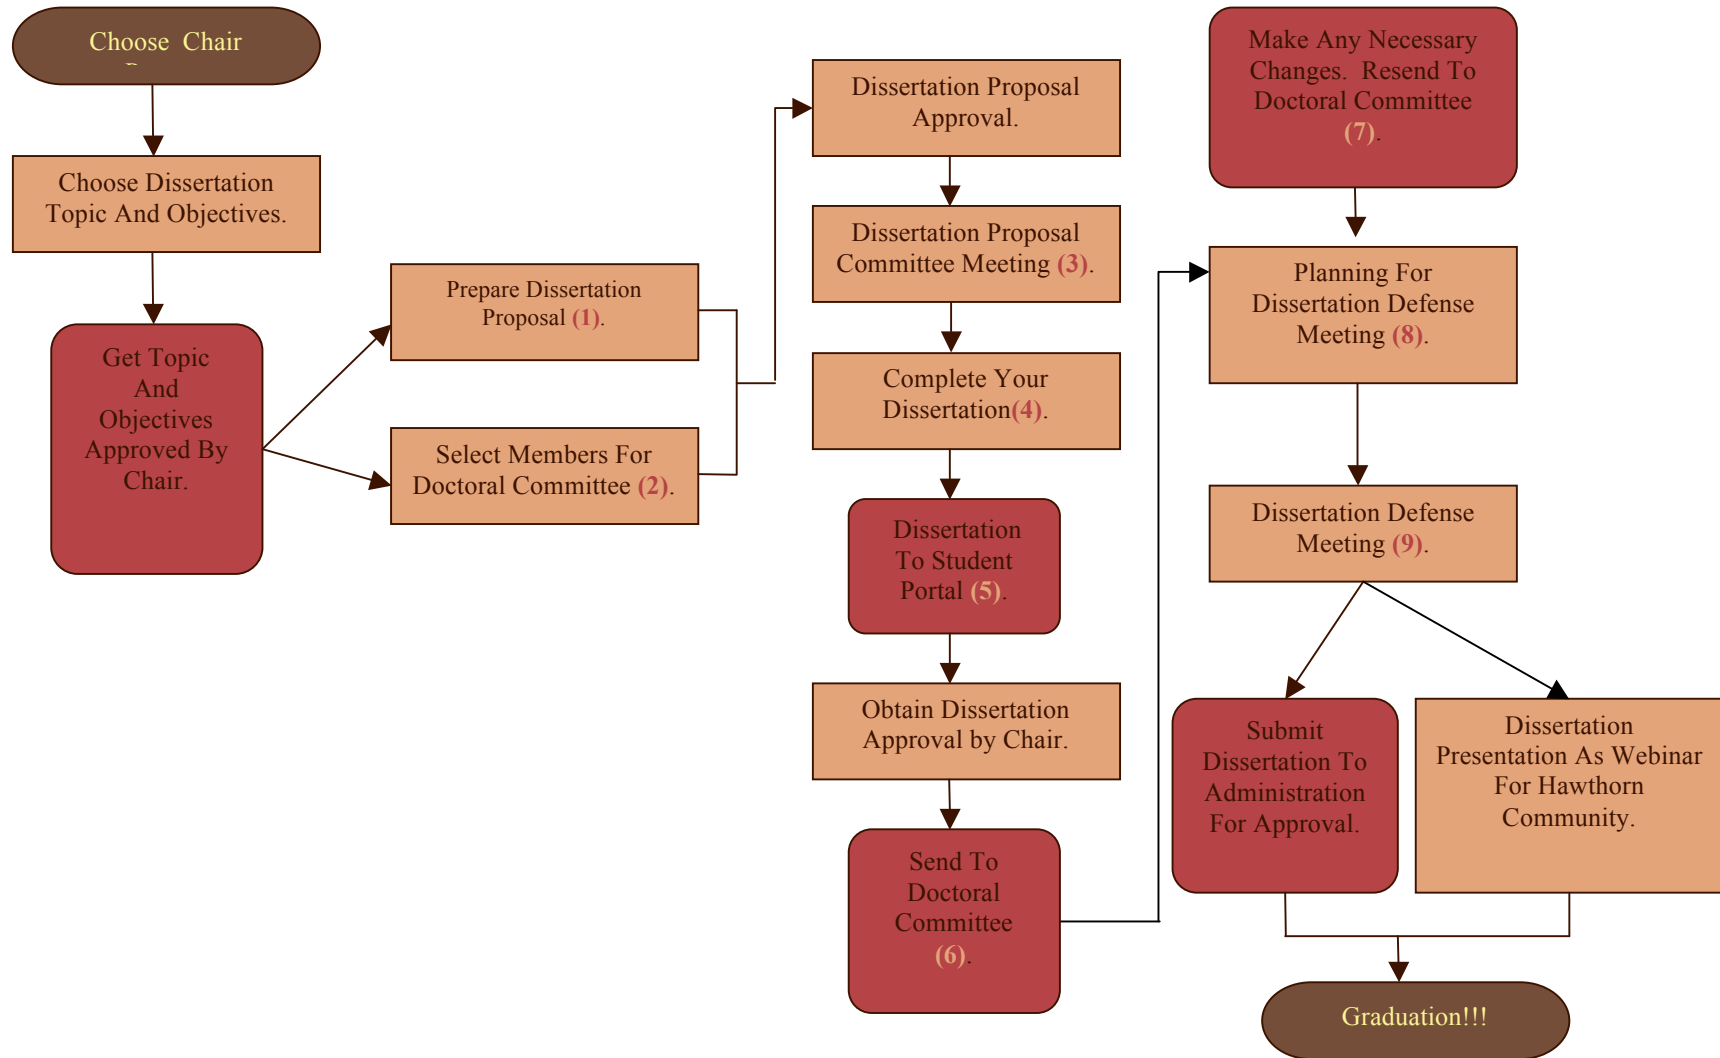 Choose Chair
Choose Dissertation
Topic And Objectives.
Get Topic
And
Objectives
Approved By
Chair.
Prepare Dissertation
Proposal (1).
Select Members For
Doctoral Committee (2).
Dissertation Proposal
Approval.
Dissertation Proposal
Committee Meeting (3).
Complete Your
Dissertation(4).
Dissertation
To Student
Portal (5).
Obtain Dissertation
Approval by Chair.
Send To
Doctoral
Committee
(6).
Make Any Necessary
Changes. Resend To
Doctoral Committee
(7).
Planning For
Dissertation Defense
Meeting (8).
Dissertation Defense
Meeting (9).
Submit
Dissertation To
Administration
For Approval.
Dissertation
Presentation As Webinar
For Hawthorn
Community.
Graduation!!!